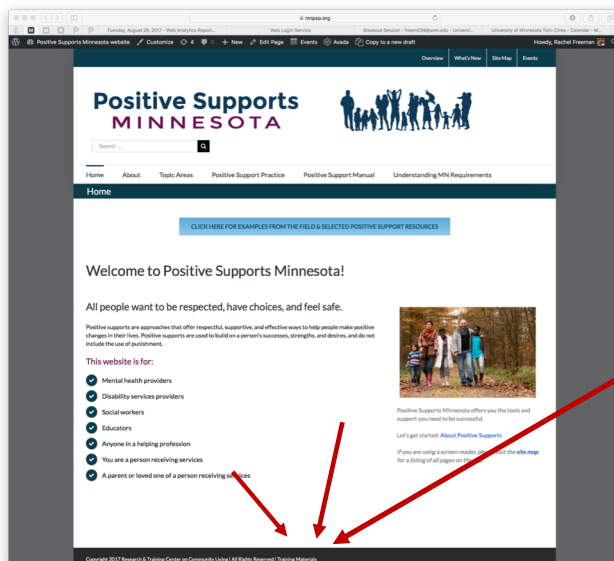 mnpsp.org
Tuesday, August 29, 2017 – Web Analytics Report...
Web Login Service
Breakout Session - freem039@umn.edu - Universi...
University of Minnesota Twin Cities - Calendar - M...
Positive Supports Minnesota website Customize 4 New Edit Page Events Avada Copy to a new draft Howdy, Rachel Freeman
Overview What's New Site Map Events
Positive Supports
MINNESOTA
Search ...
Home About Topic Areas Positive Support Practice Positive Support Manual Understanding MN Requirements
Home
CLICK HERE FOR EXAMPLES FROM THE FIELD & SELECTED POSITIVE SUPPORT RESOURCES
Welcome to Positive Supports Minnesota!
All people want to be respected, have choices, and feel safe.
Positive supports are approaches that offer respectful, supportive, and effective ways to help people make positive
changes in their lives. Positive supports are used to build on a person's successes, strengths, and desires, and do not
include the use of punishment.
This website is for:
Mental health providers
Disability services providers
Social workers
Educators
Anyone in a helping profession
You are a person receiving services
A parent or loved one of a person receiving services
Positive Supports Minnesota offers you the tools and
support you need to be successful.
Let's get started: About Positive Supports
If you are using a screen reader, please visit the site map
for a listing of all pages on the
Copyright 2017 Research & Training Center on Community Living | All Rights Reserved | Training Materials